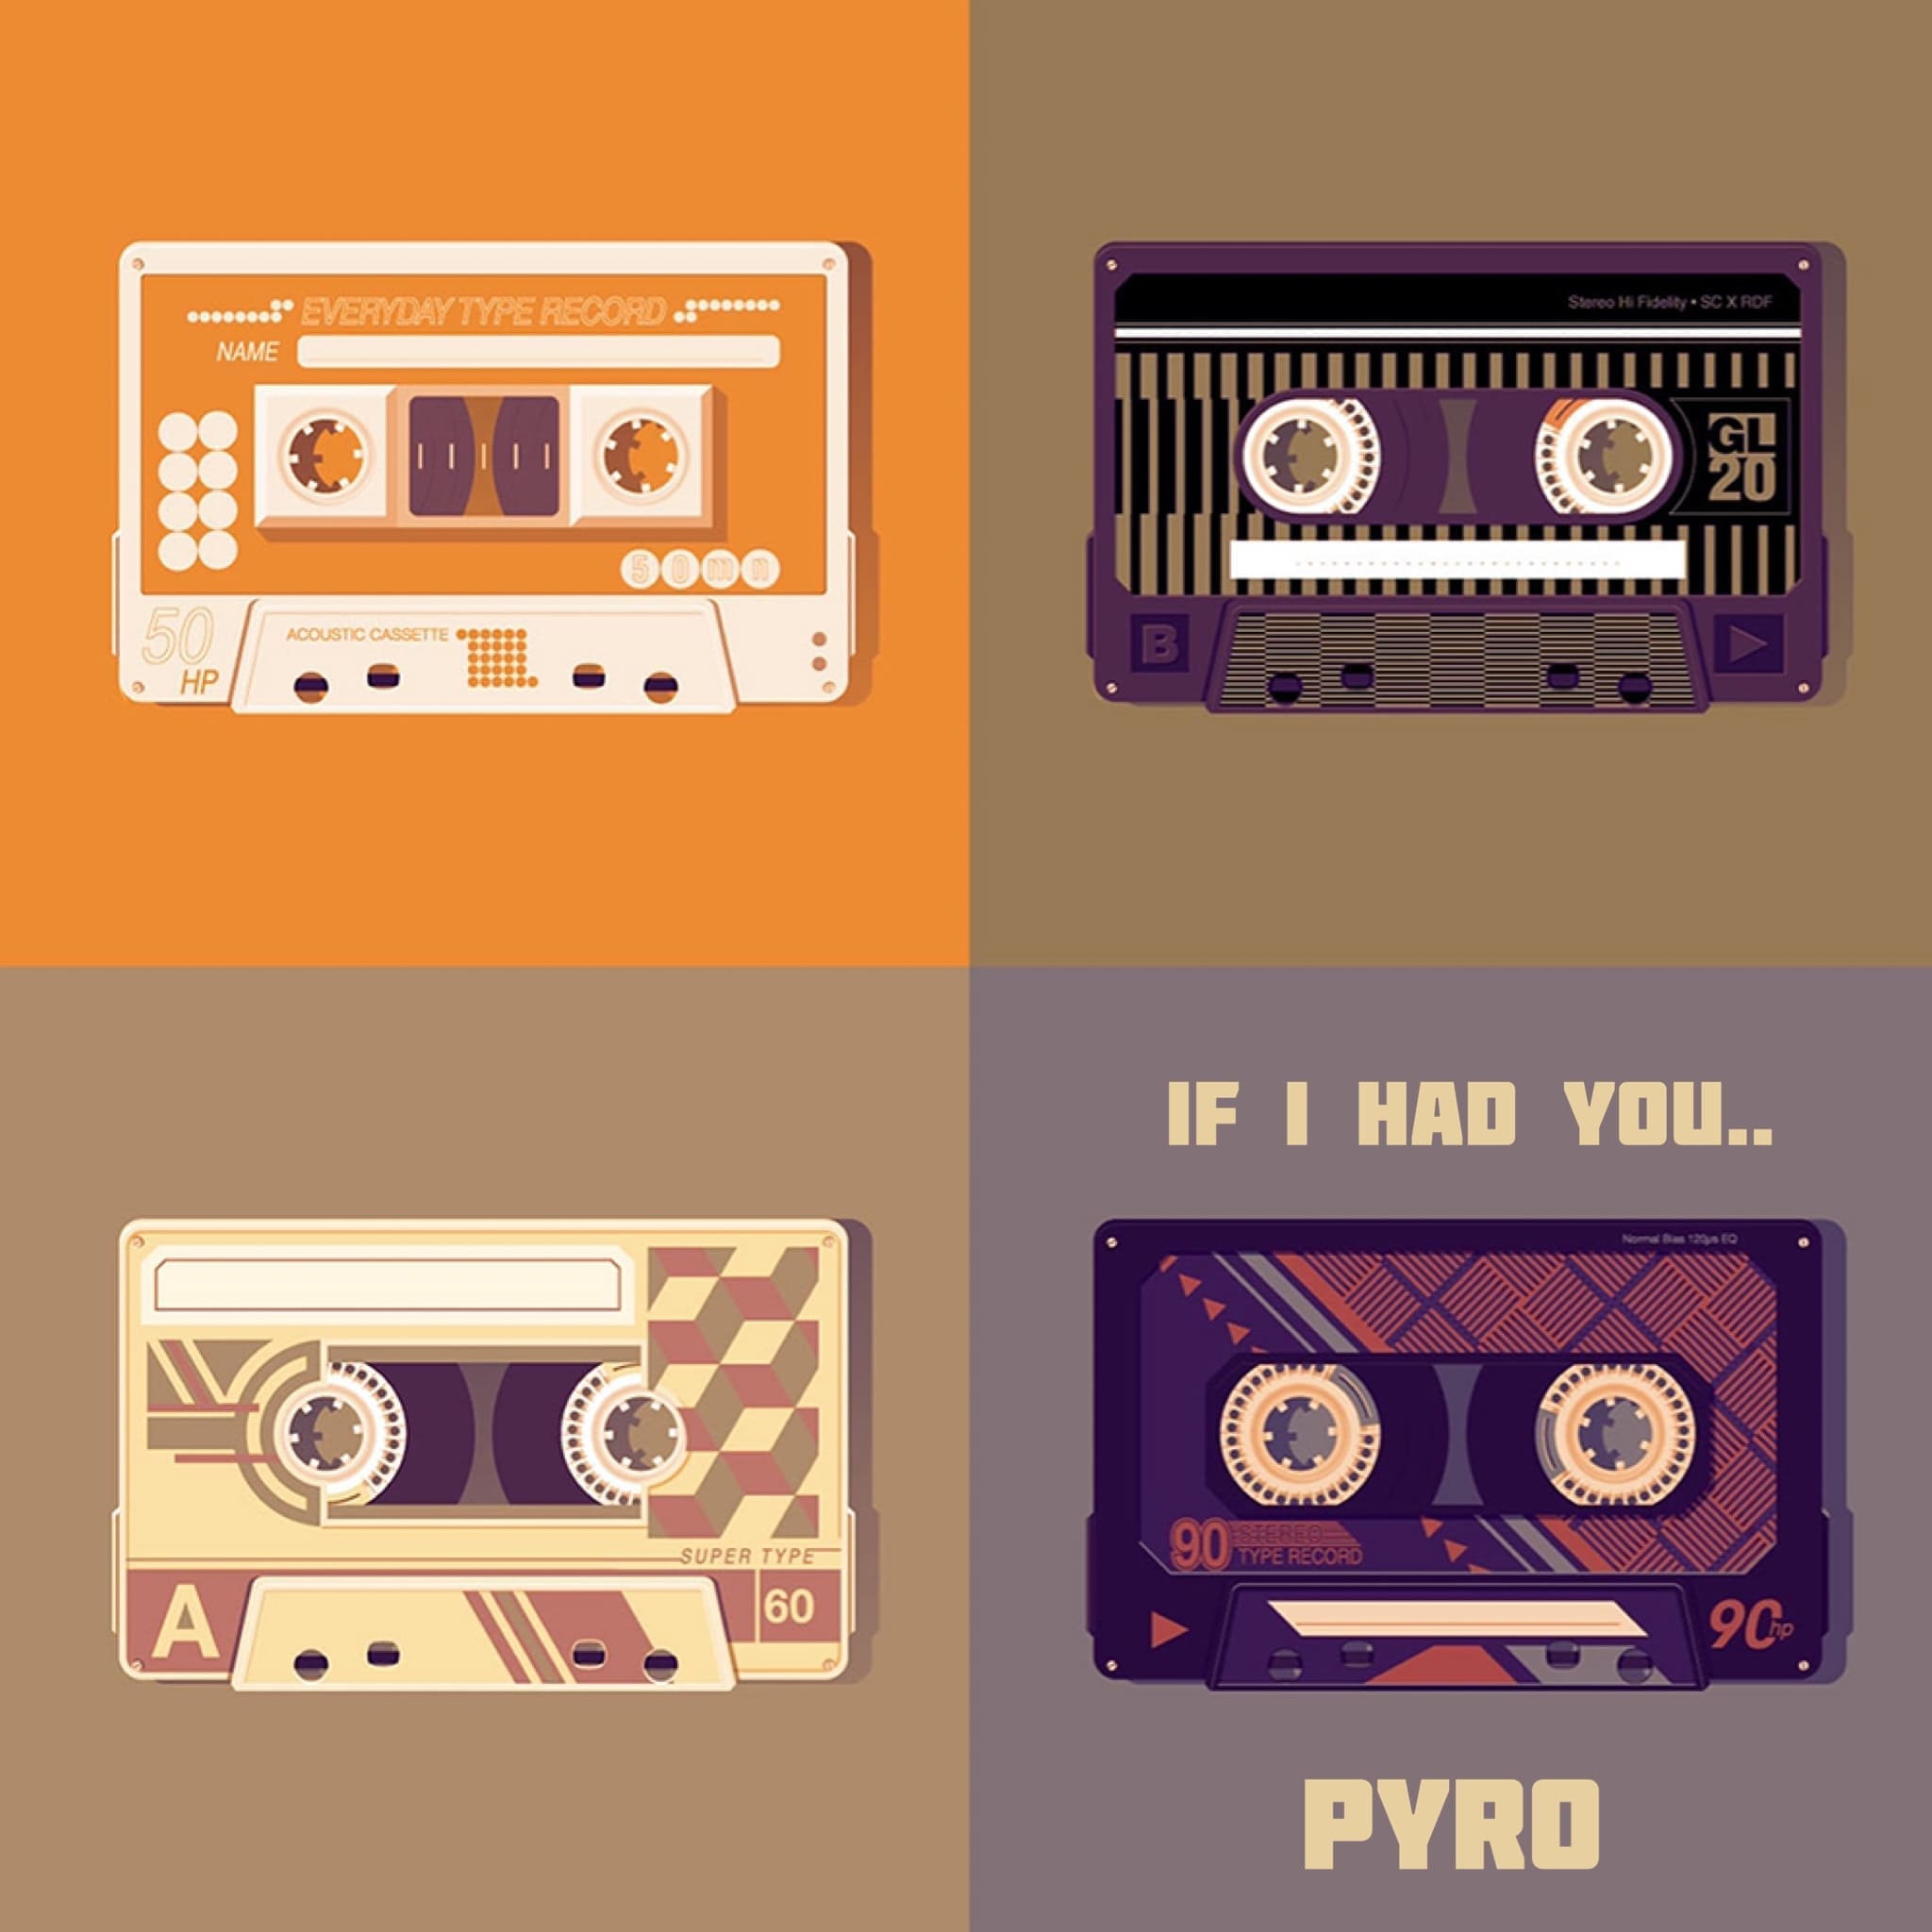 EVERYDAY TYPE RECORD
NAME
50mn
50
HP
ACOUSTIC CASSETTE
Stereo Hi Fidelity • SC X RDF
GL
20
B
SUPER TYPE
A
60
IF I HAD YOU..
Normal Bias 120µs EQ
90 STEREO
TYPE RECORD
90hp
PYRO